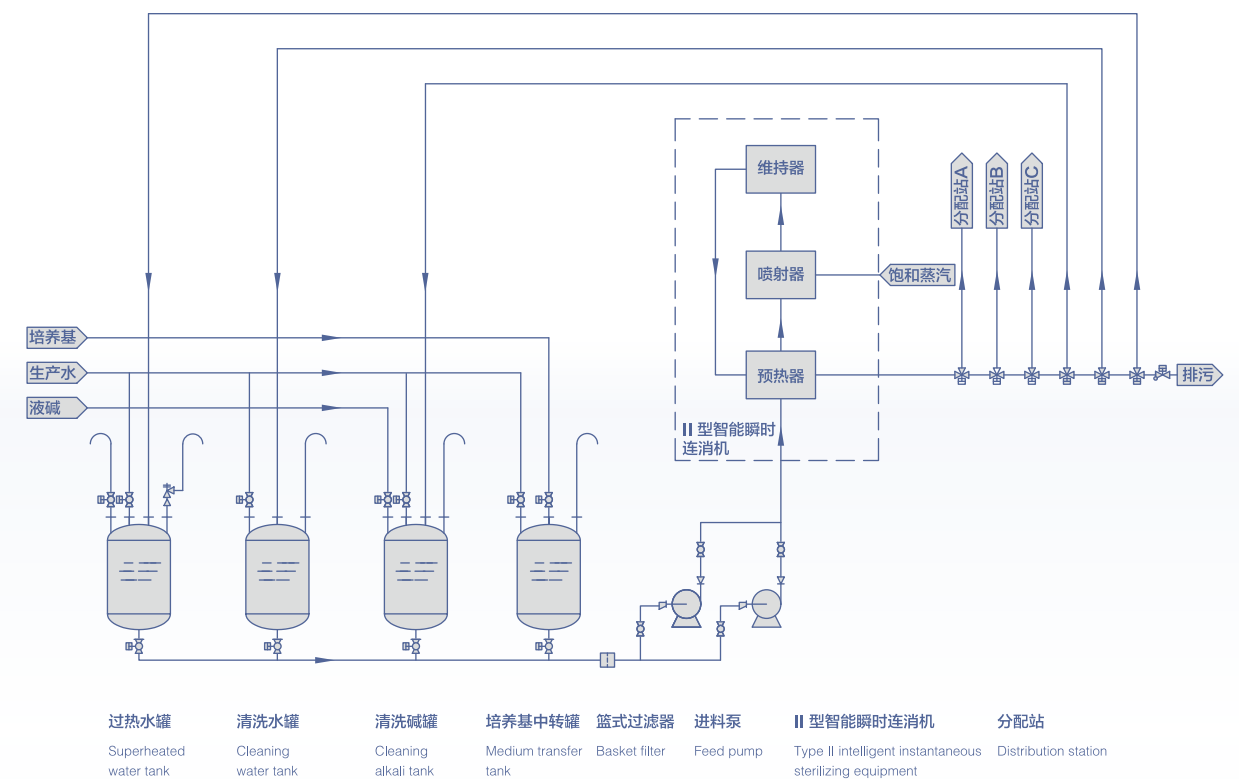 维持器
分配站A
分配站B
分配站C
喷射器
饱和蒸汽
培养基
生产水
预热器
排污
液碱
II 型智能瞬时
连消机
过热水罐
Superheated
water tank
清洗水罐
Cleaning
water tank
清洗碱罐
Cleaning
alkali tank
培养基中转罐
Medium transfer
tank
篮式过滤器
Basket filter
进料泵
Feed pump
II 型智能瞬时连消机
Type II intelligent instantaneous
sterilizing equipment
分配站
Distribution station